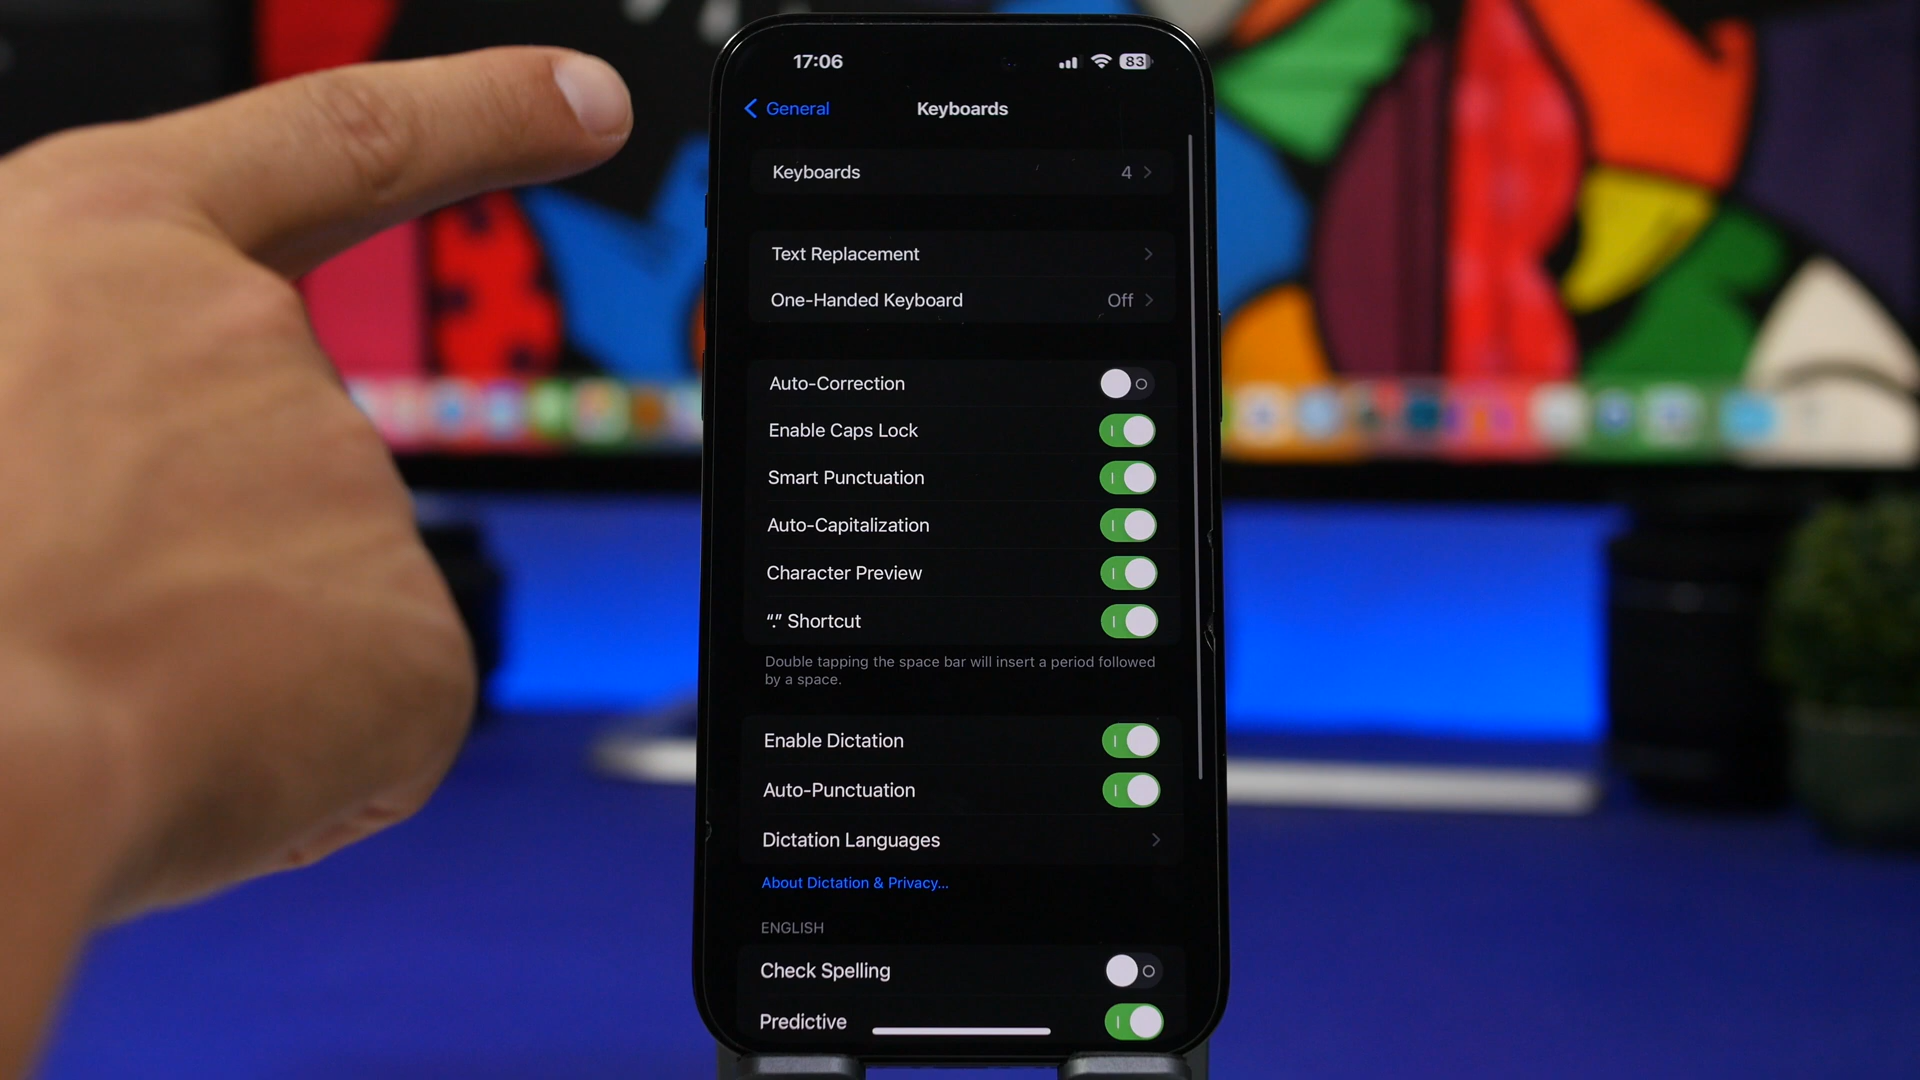 17:06 83
General Keyboards
Keyboards 4
Text Replacement
One-Handed Keyboard Off
Auto-Correction
Enable Caps Lock
Smart Punctuation
Auto-Capitalization
Character Preview
“.” Shortcut
Double tapping the space bar will insert a period followed
by a space.
Enable Dictation
Auto-Punctuation
Dictation Languages
About Dictation & Privacy...
ENGLISH
Check Spelling
Predictive